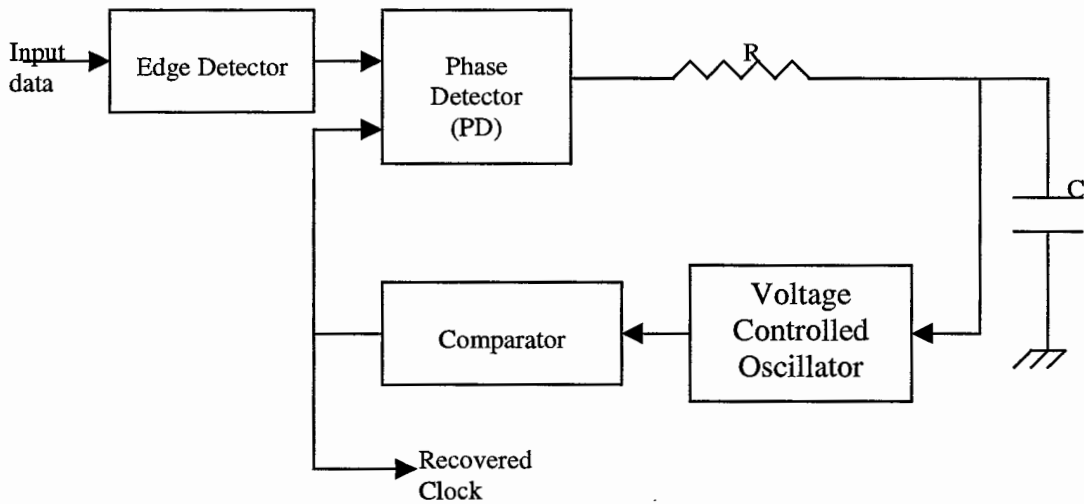 Input
data
Edge Detector
Phase
Detector
(PD)
R
C
Voltage
Controlled
Oscillator
Comparator
Recovered
Clock